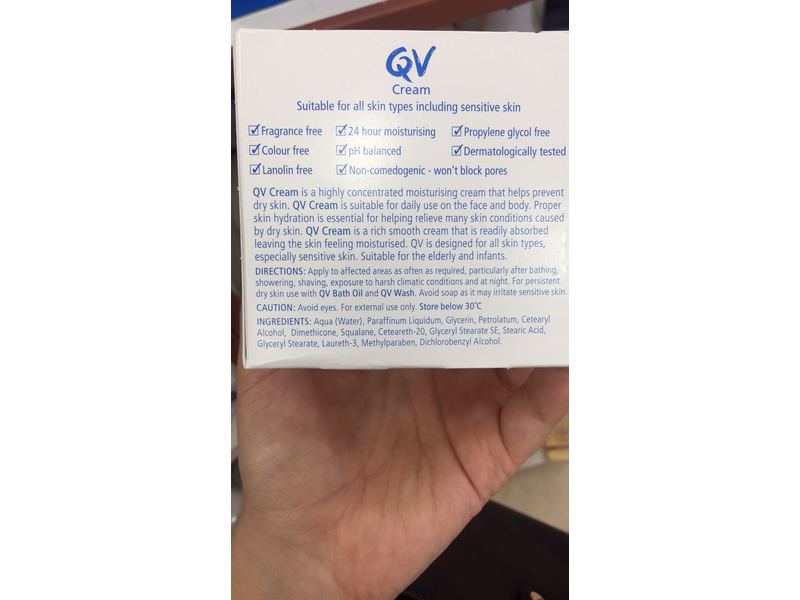 QV
Cream
Suitable for all skin types including sensitive skin
☑ Fragrance free ☑ 24 hour moisturising ☑ Propylene glycol free
☑ Colour free ☑ pH balanced ☑ Dermatologically tested
☑ Lanolin free ☑ Non-comedogenic - won't block pores
QV Cream is a highly concentrated moisturising cream that helps prevent
dry skin. QV Cream is suitable for daily use on the face and body. Proper
skin hydration is essential for helping relieve many skin conditions caused
by dry skin. QV Cream is a rich smooth cream that is readily absorbed
leaving the skin feeling moisturised. QV is designed for all skin types,
especially sensitive skin. Suitable for the elderly and infants.
DIRECTIONS: Apply to affected areas as often as required, particularly after bathing,
showering, shaving, exposure to harsh climatic conditions and at night. For persistent
dry skin use with QV Bath Oil and QV Wash. Avoid soap as it may irritate sensitive skin.
CAUTION: Avoid eyes. For external use only. Store below 30°C
INGREDIENTS: Aqua (Water), Paraffinum Liquidum, Glycerin, Petrolatum, Cetearyl
Alcohol, Dimethicone, Squalane, Ceteareth-20, Glyceryl Stearate SE, Stearic Acid,
Glyceryl Stearate, Laureth-3, Methylparaben, Dichlorobenzyl Alcohol.